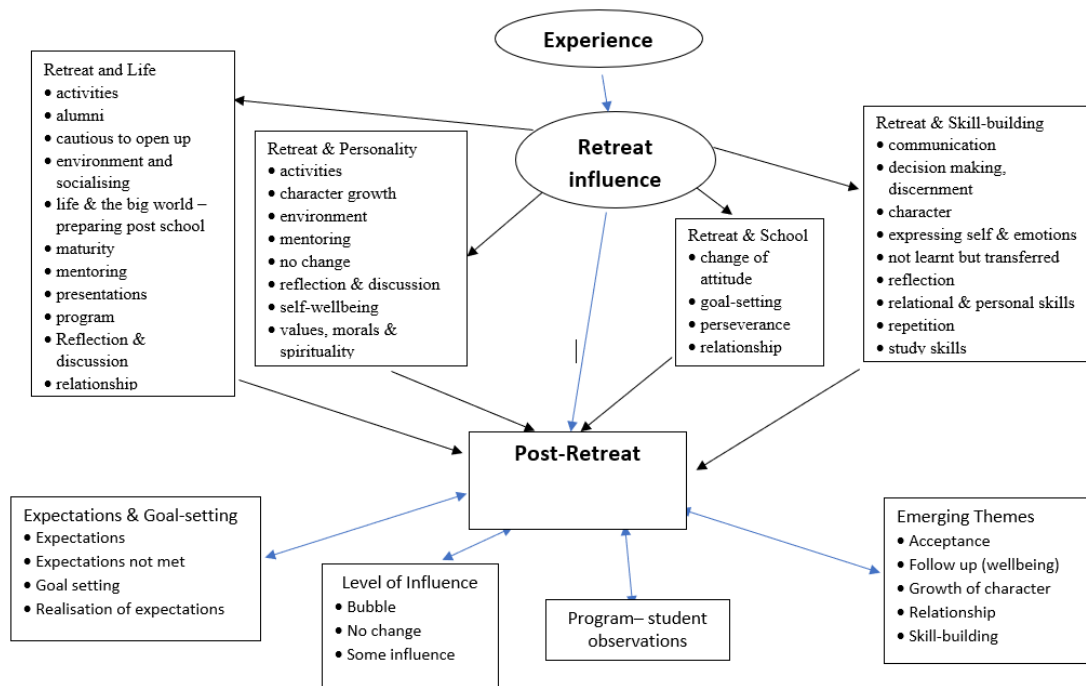 Experience
Retreat
influence
Retreat and Life
• activities
• alumni
• cautious to open up
• environment and
socialising
• life & the big world –
preparing post school
• maturity
• mentoring
• presentations
• program
• Reflection &
discussion
• relationship
Retreat & Personality
• activities
• character growth
• environment
• mentoring
• no change
• reflection & discussion
• self-wellbeing
• values, morals &
spirituality
Retreat & School
• change of
attitude
• goal-setting
• perseverance
• relationship
Retreat & Skill-building
• communication
• decision making,
discernment
• character
• expressing self & emotions
• not learnt but transferred
• reflection
• relational & personal skills
• repetition
• study skills
Post-Retreat
Expectations & Goal-setting
• Expectations
• Expectations not met
• Goal setting
• Realisation of expectations
Level of Influence
• Bubble
• No change
• Some influence
Program– student
observations
Emerging Themes
• Acceptance
• Follow up (wellbeing)
• Growth of character
• Relationship
• Skill-building